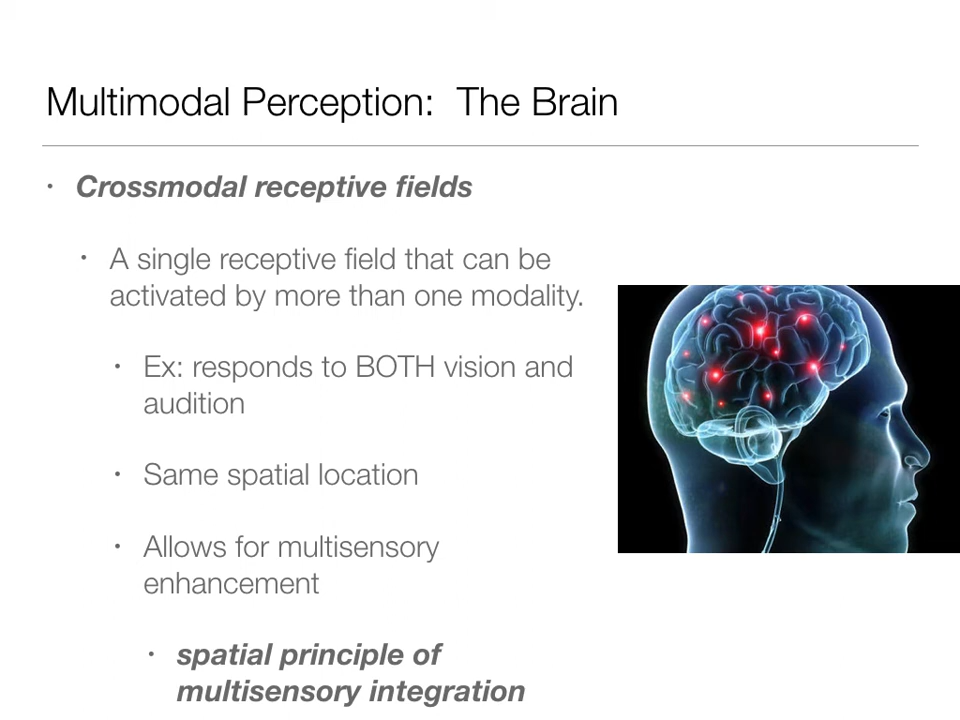 Multimodal Perception: The Brain
• Crossmodal receptive fields
• A single receptive field that can be
activated by more than one modality.
• Ex: responds to BOTH vision and
audition
• Same spatial location
• Allows for multisensory
enhancement
• spatial principle of
multisensory integration